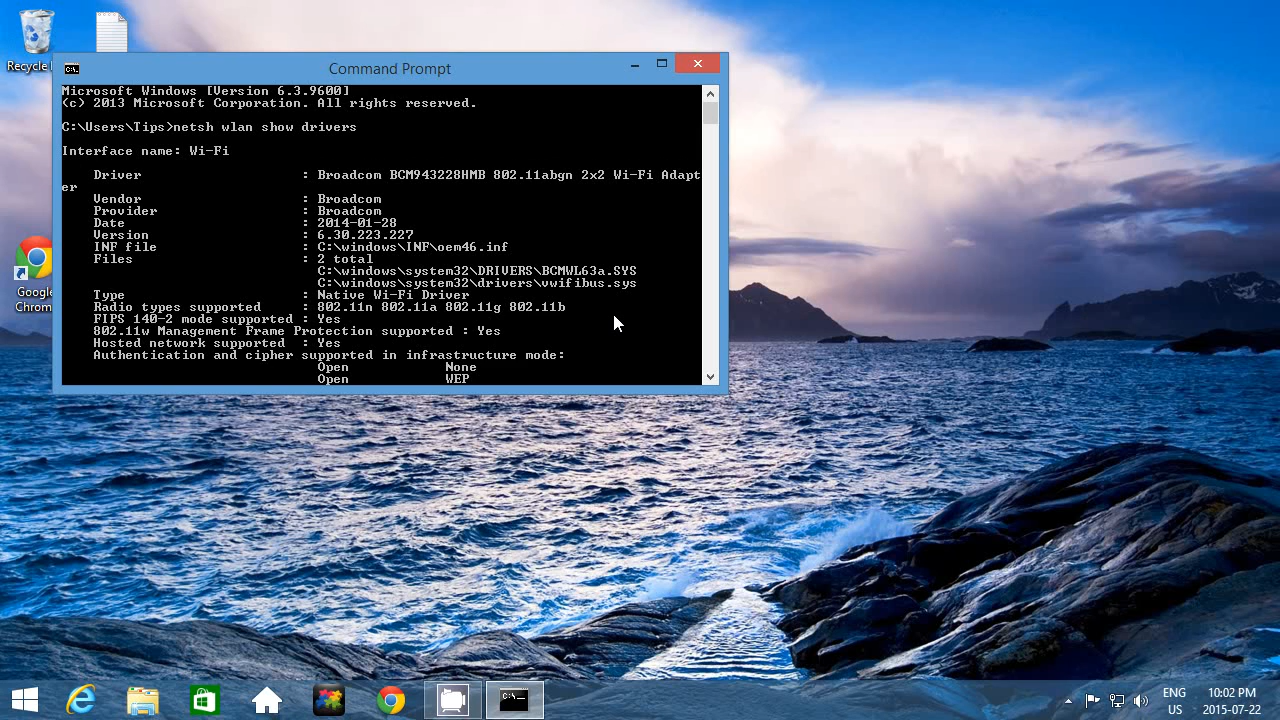 Recycle
Google
Chrom
Command Prompt
Microsoft Windows [Version 6.3.9600]
(c) 2013 Microsoft Corporation. All rights reserved.
C:\Users\Tips>netsh wlan show drivers
Interface name: Wi-Fi
Driver : Broadcom BCM943228HMB 802.11abgn 2x2 Wi-Fi Adapt
er
Vendor : Broadcom
Provider : Broadcom
Date : 2014-01-28
Version : 6.30.223.227
INF file : C:\windows\INF\oem46.inf
Files : 2 total
C:\windows\system32\DRIVERS\BCMWL63a.SYS
C:\windows\system32\drivers\vwifibus.sys
Type : Native Wi-Fi Driver
Radio types supported : 802.11n 802.11a 802.11g 802.11b
FIPS 140-2 mode supported : Yes
802.11w Management Frame Protection supported : Yes
Hosted network supported : Yes
Authentication and cipher supported in infrastructure mode:
Open None
Open WEP
ENG
US
10:02 PM
2015-07-22